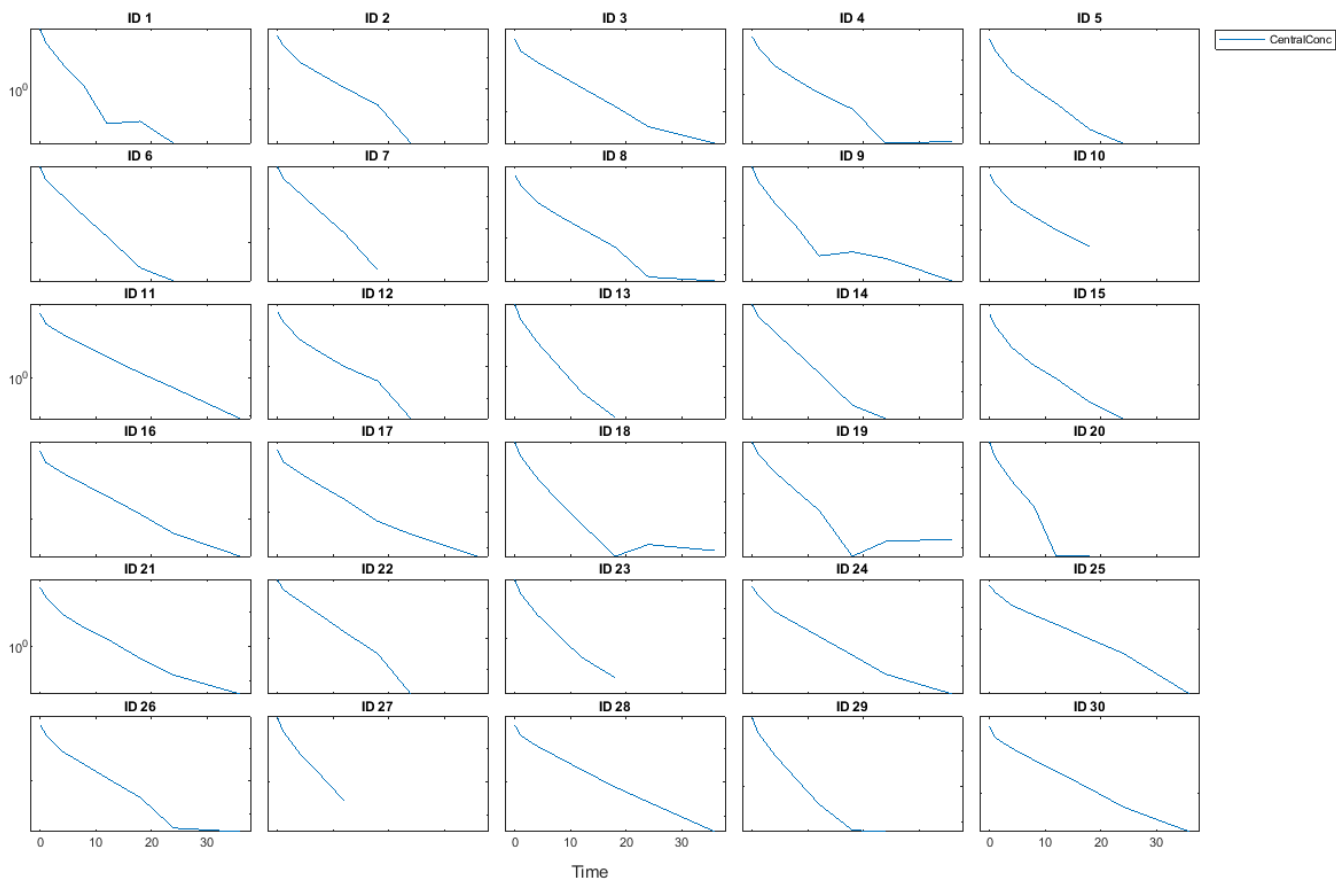 ID 1 ID 2 ID 3 ID 4 ID 5
CentralConc
10⁰
ID 6 ID 7 ID 8 ID 9 ID 10
ID 11 ID 12 ID 13 ID 14 ID 15
10⁰
ID 16 ID 17 ID 18 ID 19 ID 20
ID 21 ID 22 ID 23 ID 24 ID 25
10⁰
ID 26 ID 27 ID 28 ID 29 ID 30
0 10 20 30 0 10 20 30 0 10 20 30
Time